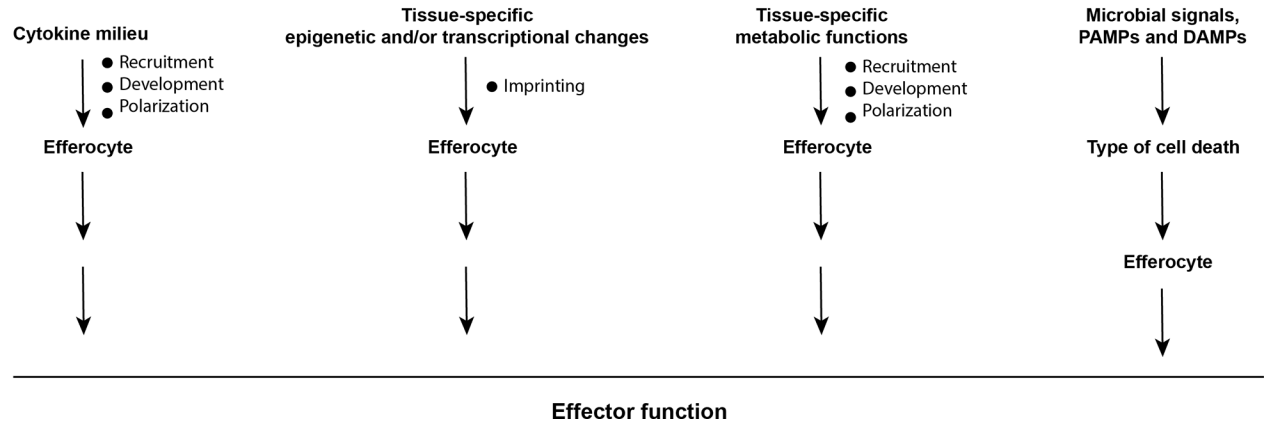 Cytokine milieu
● Recruitment
● Development
● Polarization
Efferocyte
Tissue-specific
epigenetic and/or transcriptional changes
● Imprinting
Efferocyte
Tissue-specific
metabolic functions
● Recruitment
● Development
● Polarization
Efferocyte
Microbial signals,
PAMPs and DAMPs
Type of cell death
Efferocyte
Effector function